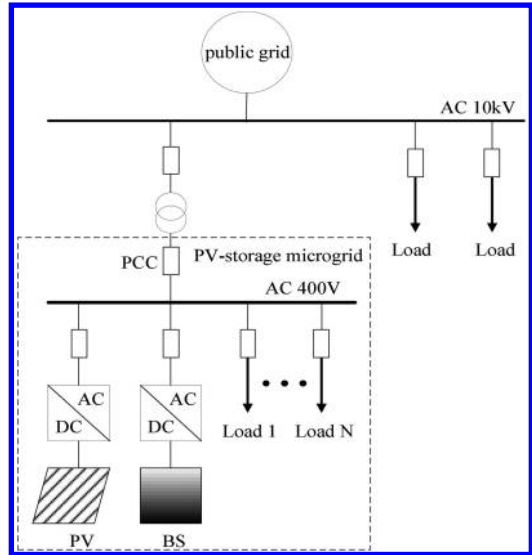 public grid
AC 10kV
Load
Load
PCC
PV-storage microgrid
AC 400V
AC
DC
AC
DC
Load 1
Load N
PV
BS